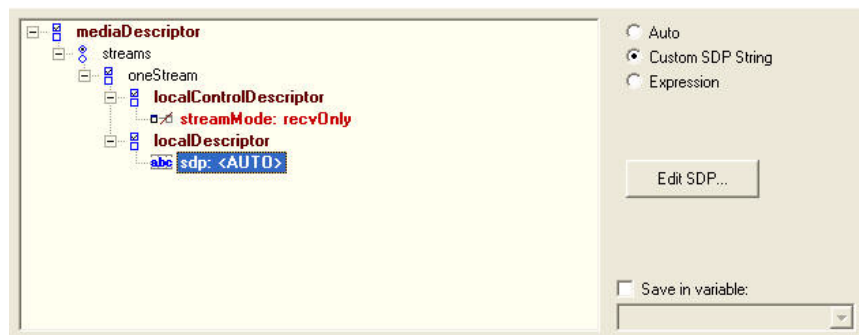 mediaDescriptor
streams
oneStream
localControlDescriptor
streamMode: recvOnly
localDescriptor
abc sdp: <AUTO>
Auto
Custom SDP String
Expression
Edit SDP...
Save in variable: